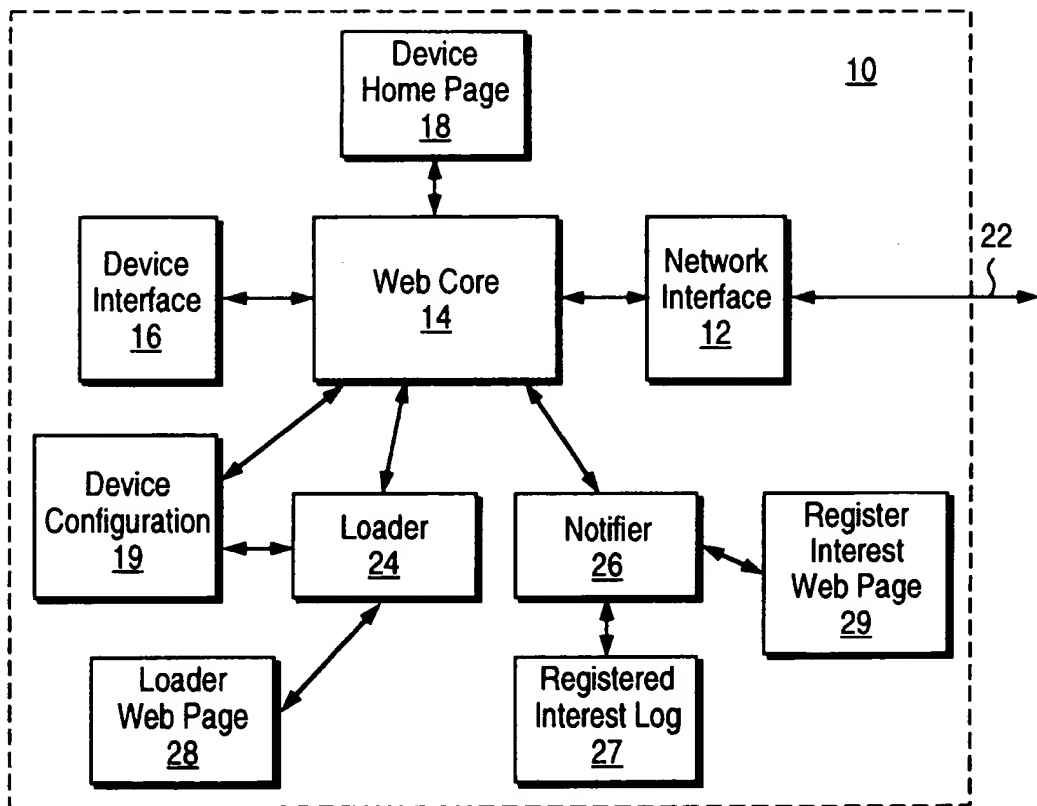 Device
Home Page
18
10
Device
Interface
16
Web Core
14
Network
Interface
12
22
Device
Configuration
19
Loader
24
Notifier
26
Register
Interest
Web Page
29
Loader
Web Page
28
Registered
Interest Log
27